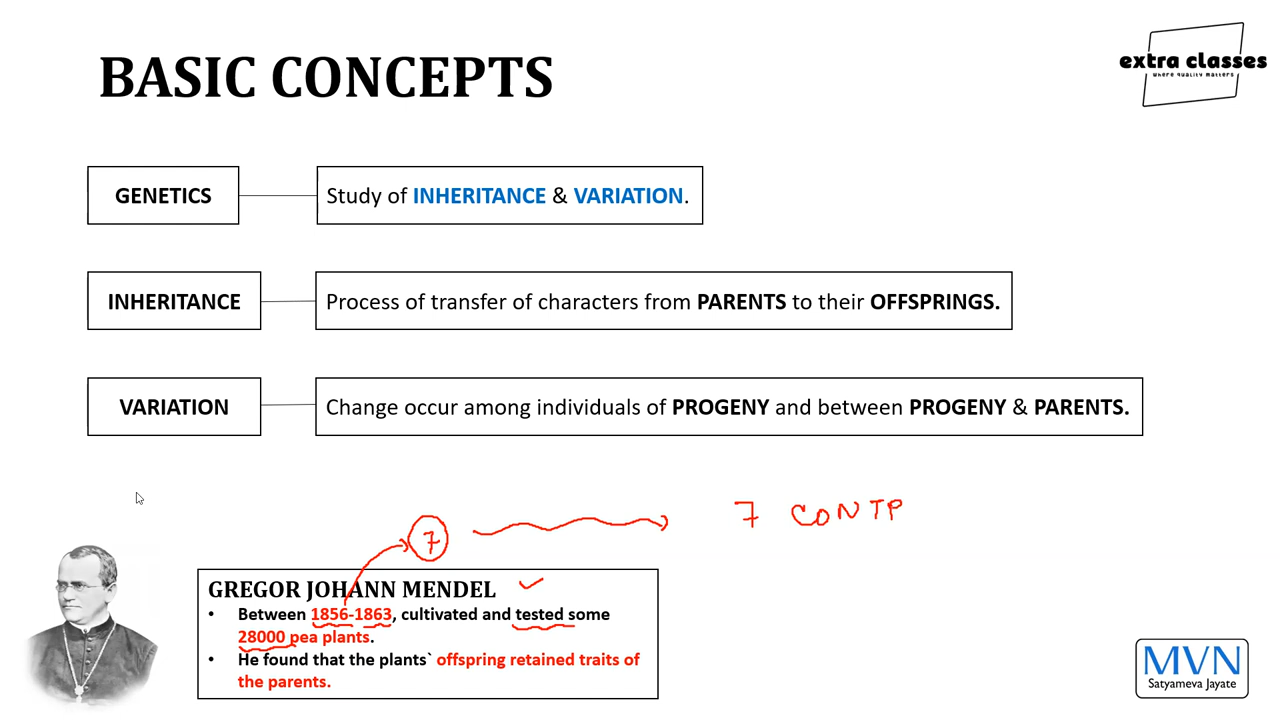 BASIC CONCEPTS
extra classes
where quality matters
GENETICS
Study of INHERITANCE & VARIATION.
INHERITANCE
Process of transfer of characters from PARENTS to their OFFSPRINGS.
VARIATION
Change occur among individuals of PROGENY and between PROGENY & PARENTS.
7
7 CONTP
GREGOR JOHANN MENDEL
• Between 1856-1863, cultivated and tested some
28000 pea plants.
• He found that the plants` offspring retained traits of
the parents.
MVN
Satyameva Jayate